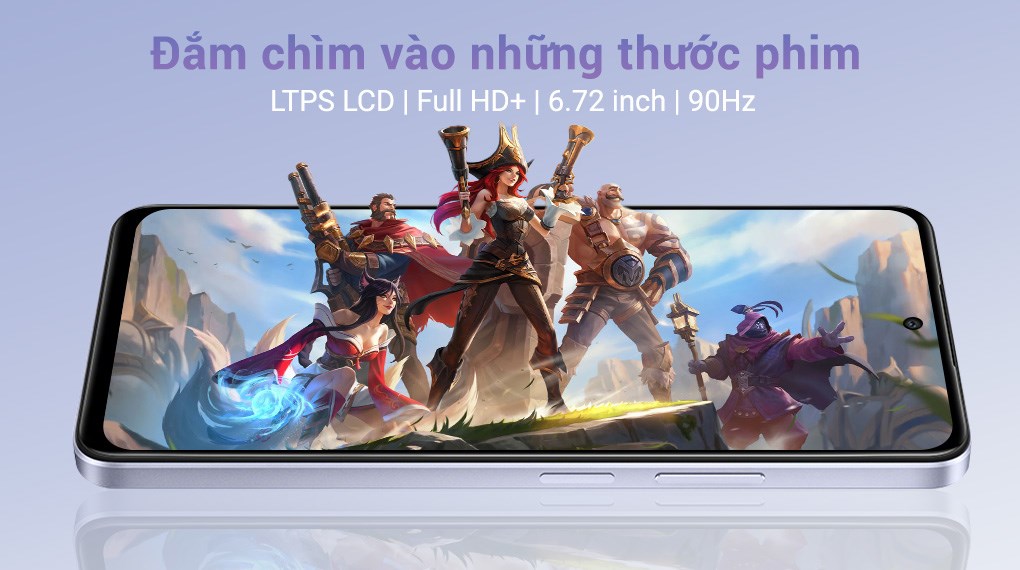 Đắm chìm vào những thước phim
LTPS LCD | Full HD+ | 6.72 inch | 90Hz